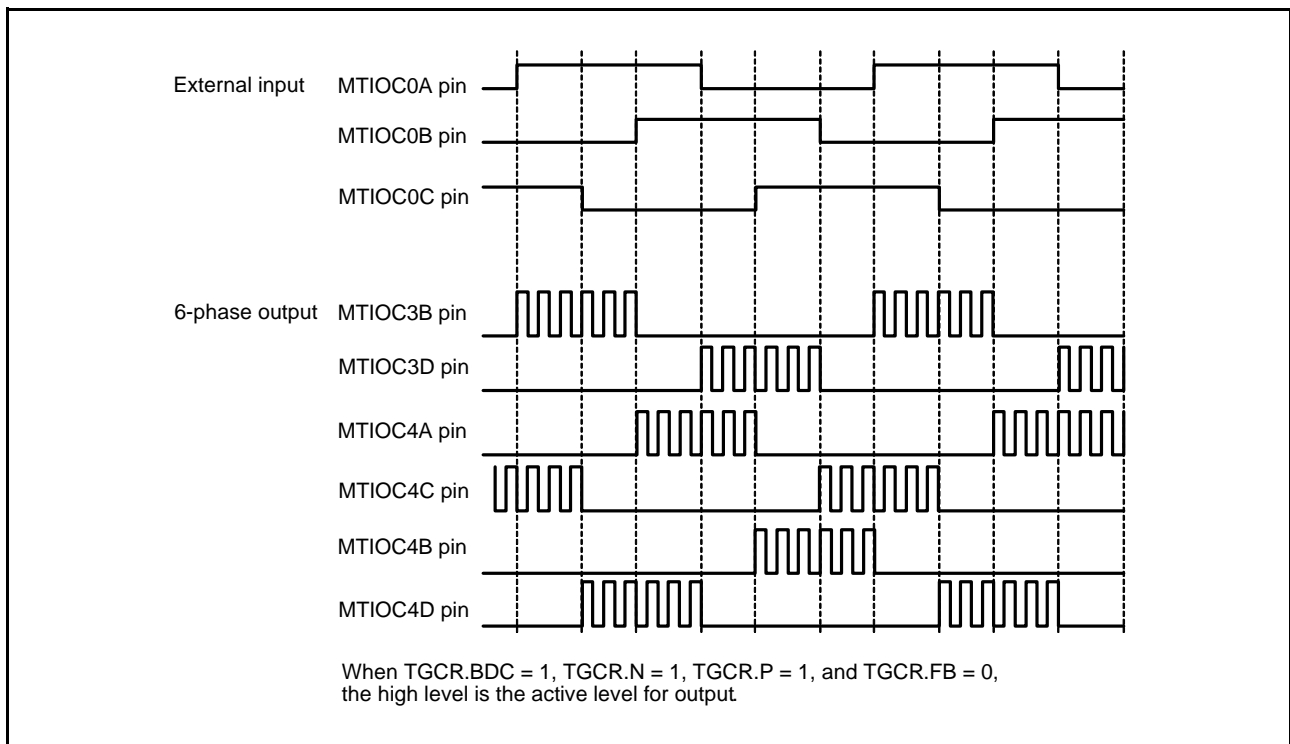 External input MTIOC0A pin
MTIOC0B pin
MTIOC0C pin
6-phase output MTIOC3B pin
MTIOC3D pin
MTIOC4A pin
MTIOC4C pin
MTIOC4B pin
MTIOC4D pin
When TGCR.BDC = 1, TGCR.N = 1, TGCR.P = 1, and TGCR.FB = 0,
the high level is the active level for output.